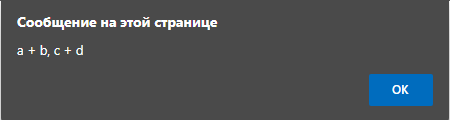 Сообщение на этой странице
a + b, c + d
OK